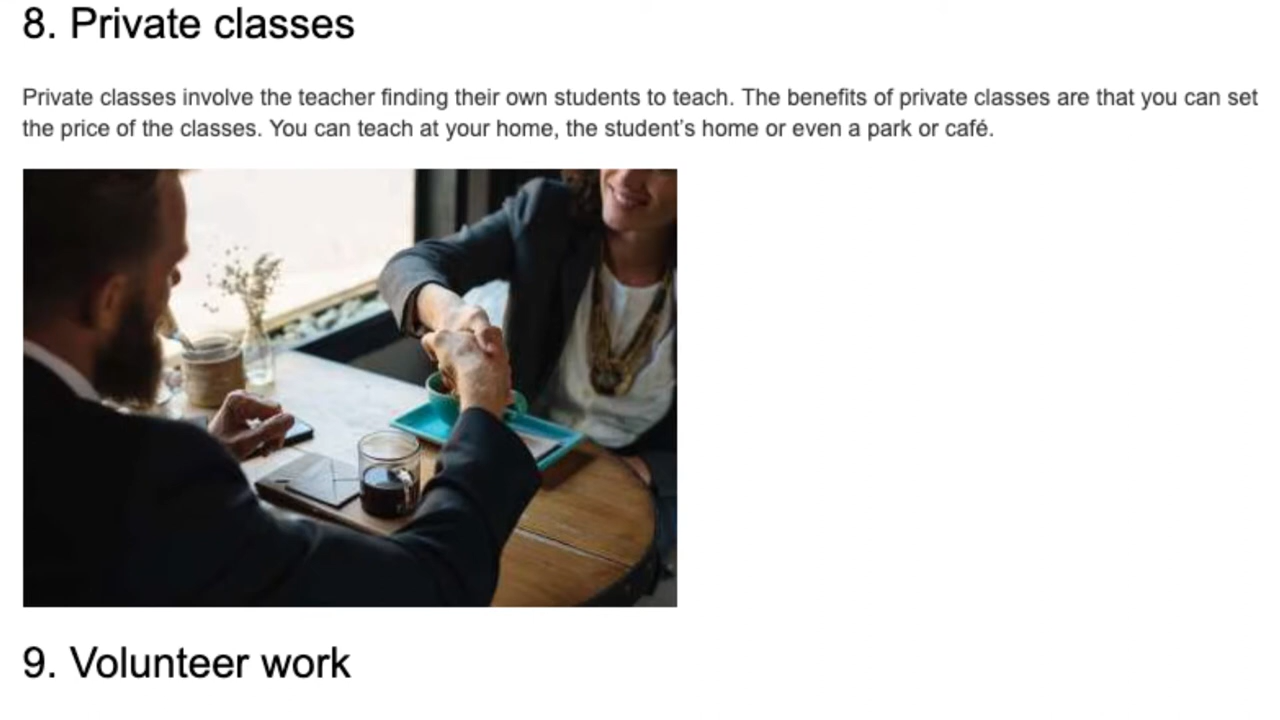 8. Private classes
Private classes involve the teacher finding their own students to teach. The benefits of private classes are that you can set
the price of the classes. You can teach at your home, the student’s home or even a park or café.
9. Volunteer work